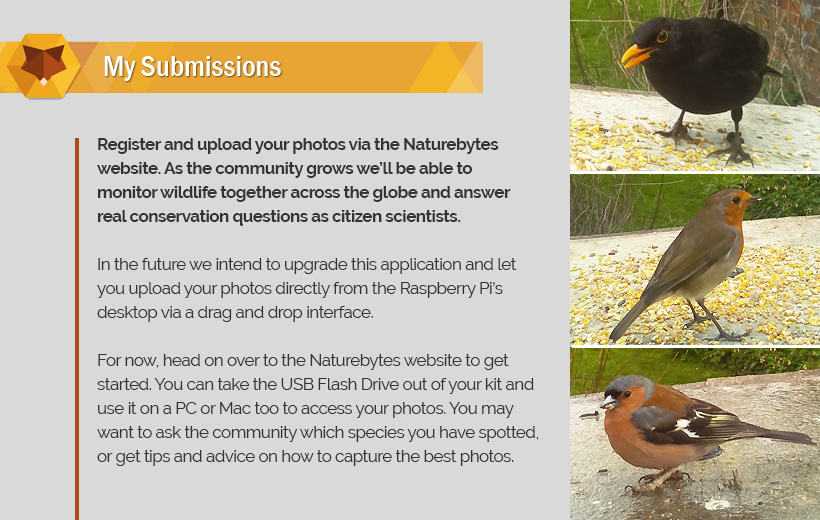 My Submissions
Register and upload your photos via the Naturebytes
website. As the community grows we'll be able to
monitor wildlife together across the globe and answer
real conservation questions as citizen scientists.
In the future we intend to upgrade this application and let
you upload your photos directly from the Raspberry Pi's
desktop via a drag and drop interface.
For now, head on over to the Naturebytes website to get
started. You can take the USB Flash Drive out of your kit and
use it on a PC or Mac too to access your photos. You may
want to ask the community which species you have spotted,
or get tips and advice on how to capture the best photos.